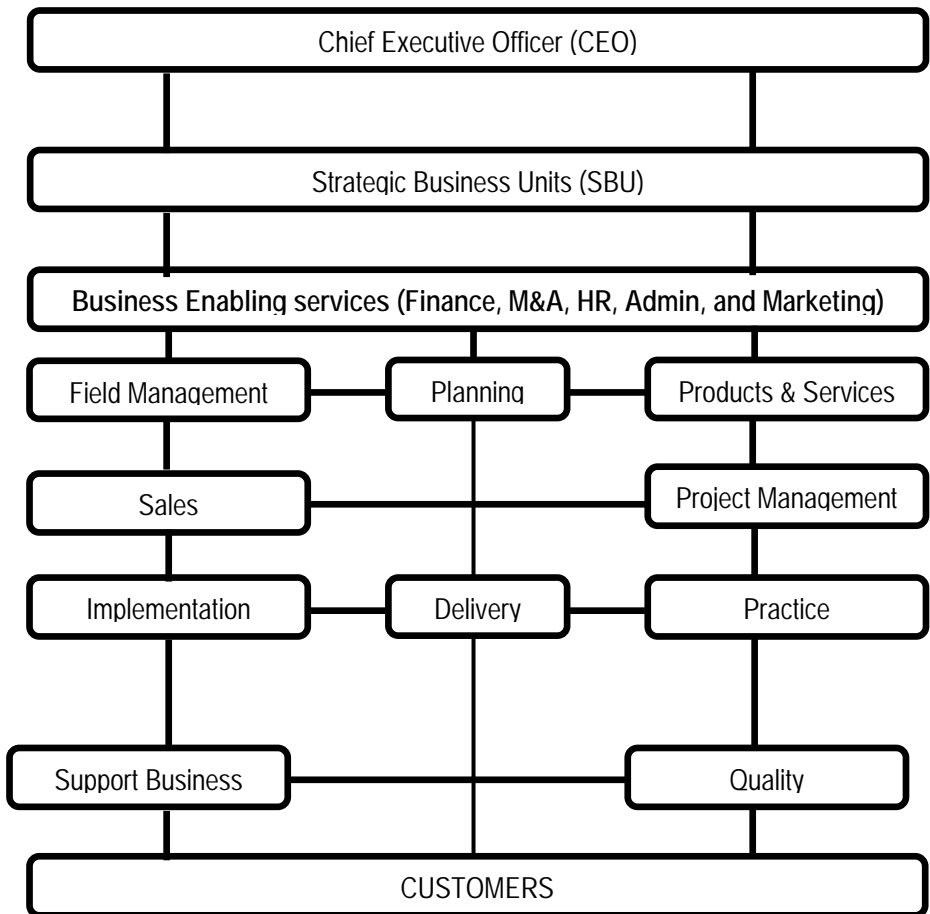 Chief Executive Officer (CEO)
Strategic Business Units (SBU)
Business Enabling services (Finance, M&A, HR, Admin, and Marketing)
Field Management
Planning
Products & Services
Sales
Project Management
Implementation
Delivery
Practice
Support Business
Quality
CUSTOMERS